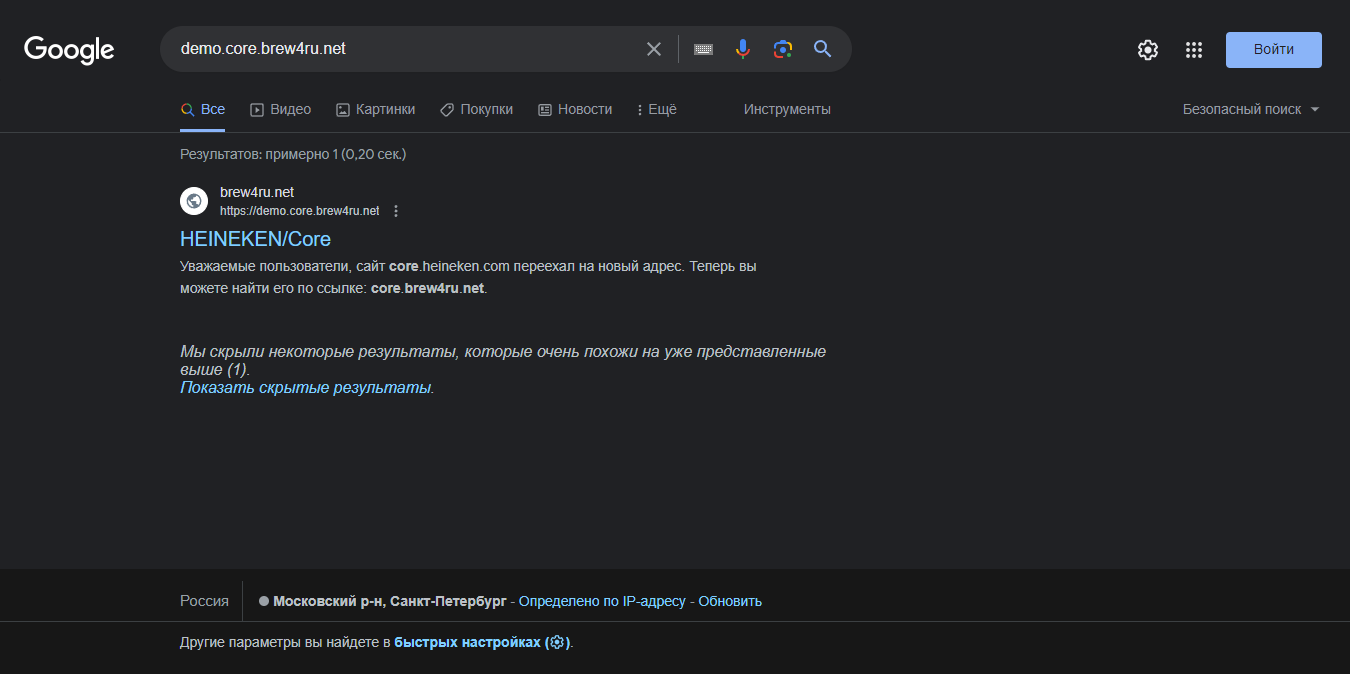 Google
demo.core.brew4ru.net
Войти
Все
Видео
Картинки
Покупки
Новости
Ещё
Инструменты
Безопасный поиск
Результатов: примерно 1 (0,20 сек.)
brew4ru.net
https://demo.core.brew4ru.net
HEINEKEN/Core
Уважаемые пользователи, сайт core.heineken.com переехал на новый адрес. Теперь вы
можете найти его по ссылке: core.brew4ru.net.
Мы скрыли некоторые результаты, которые очень похожи на уже представленные
выше (1).
Показать скрытые результаты.
Россия
Московский р-н, Санкт-Петербург - Определено по IP-адресу - Обновить
Другие параметры вы найдете в быстрых настройках ().